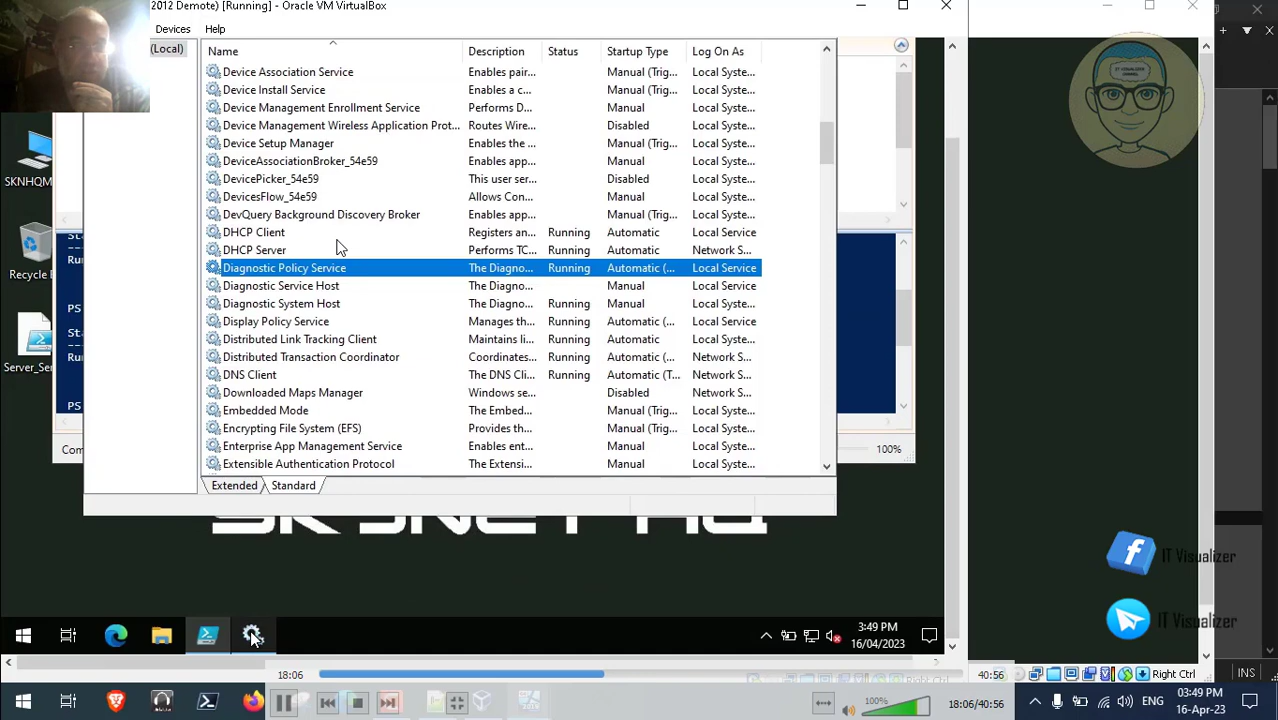 2012 Demote) [Running] - Oracle VM VirtualBox
Devices Help
(Local)
Name Description Status Startup Type Log On As
Device Association Service Enables pair... Manual (Trig... Local Syste...
Device Install Service Enables a c... Manual (Trig... Local Syste...
Device Management Enrollment Service Performs D... Manual Local Syste...
Device Management Wireless Application Prot... Routes Wire... Disabled Local Syste...
Device Setup Manager Enables the ... Manual (Trig... Local Syste...
DeviceAssociationBroker_54e59 Enables app... Manual Local Syste...
DevicePicker_54e59 This user ser... Disabled Local Syste...
DevicesFlow_54e59 Allows Con... Manual Local Syste...
DevQuery Background Discovery Broker Enables app... Manual (Trig... Local Syste...
DHCP Client Registers an... Running Automatic Local Service
DHCP Server Performs TC... Running Automatic Network S...
Diagnostic Policy Service The Diagno... Running Automatic (... Local Service
Diagnostic Service Host The Diagno... Manual Local Service
Diagnostic System Host The Diagno... Running Manual Local Syste...
Display Policy Service Manages th... Running Automatic (... Local Service
Distributed Link Tracking Client Maintains li... Running Automatic Local Syste...
Distributed Transaction Coordinator Coordinates... Running Automatic (... Network S...
DNS Client The DNS Cli... Running Automatic (T... Network S...
Downloaded Maps Manager Windows se... Disabled Network S...
Embedded Mode The Embed... Manual (Trig... Local Syste...
Encrypting File System (EFS) Provides th... Manual (Trig... Local Syste...
Enterprise App Management Service Enables ent... Manual Local Syste...
Extensible Authentication Protocol The Extensi... Manual Local Syste...
Extended Standard
SKNHQM
Recycle
Server_Se
Run
PS
Sta
Run
PS
Com
100%
IT VISUALIZER
CHANNEL
IT Visualizer
IT Visualizer
3:49 PM
16/04/2023
18:06
40:56
Right Ctrl
INS
100%
18:06/40:56
ENG
03:49 PM
16-Apr-23